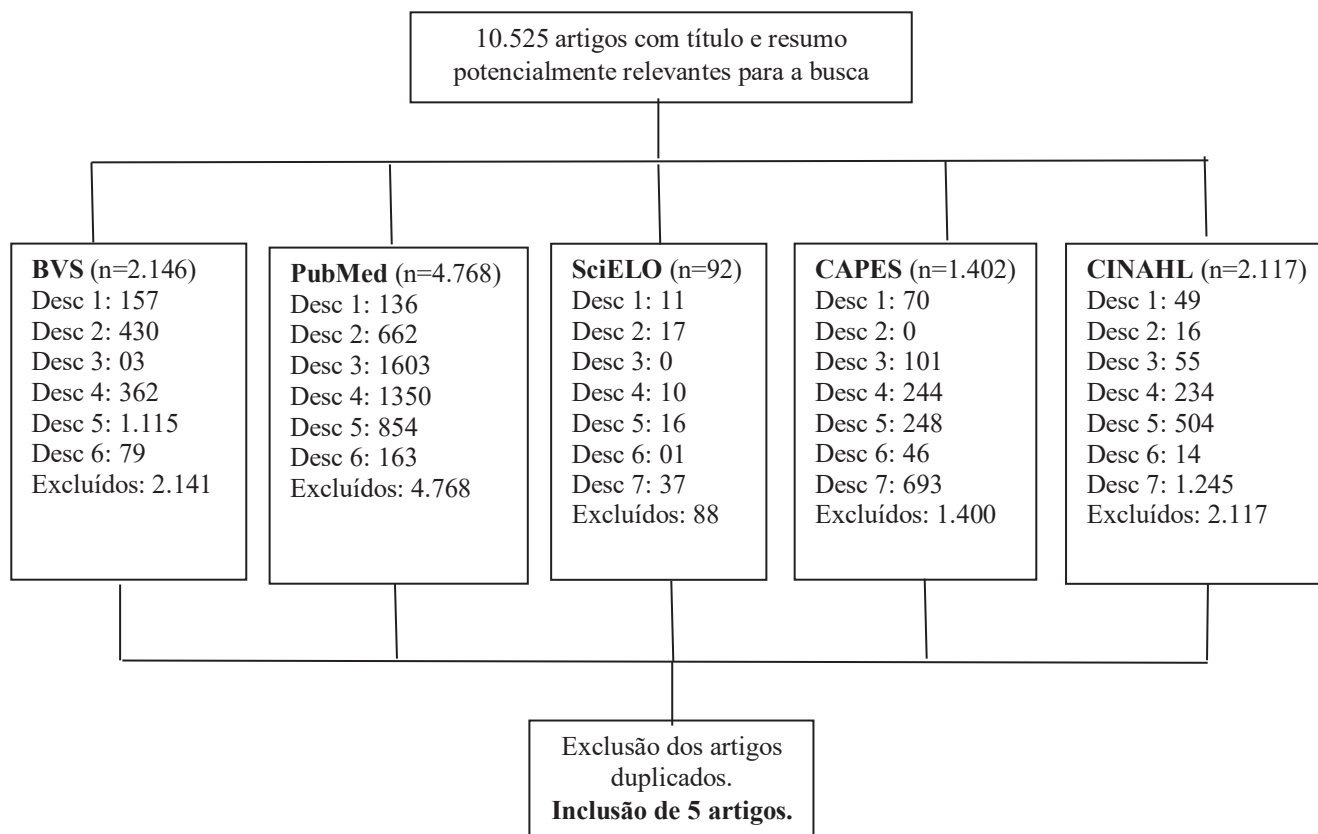 10.525 artigos com título e resumo
potencialmente relevantes para a busca
BVS (n=2.146)
Desc 1: 157
Desc 2: 430
Desc 3: 03
Desc 4: 362
Desc 5: 1.115
Desc 6: 79
Excluídos: 2.141
PubMed (n=4.768)
Desc 1: 136
Desc 2: 662
Desc 3: 1603
Desc 4: 1350
Desc 5: 854
Desc 6: 163
Excluídos: 4.768
SciELO (n=92)
Desc 1: 11
Desc 2: 17
Desc 3: 0
Desc 4: 10
Desc 5: 16
Desc 6: 01
Desc 7: 37
Excluídos: 88
CAPES (n=1.402)
Desc 1: 70
Desc 2: 0
Desc 3: 101
Desc 4: 244
Desc 5: 248
Desc 6: 46
Desc 7: 693
Excluídos: 1.400
CINAHL (n=2.117)
Desc 1: 49
Desc 2: 16
Desc 3: 55
Desc 4: 234
Desc 5: 504
Desc 6: 14
Desc 7: 1.245
Excluídos: 2.117
Exclusão dos artigos
duplicados.
Inclusão de 5 artigos.